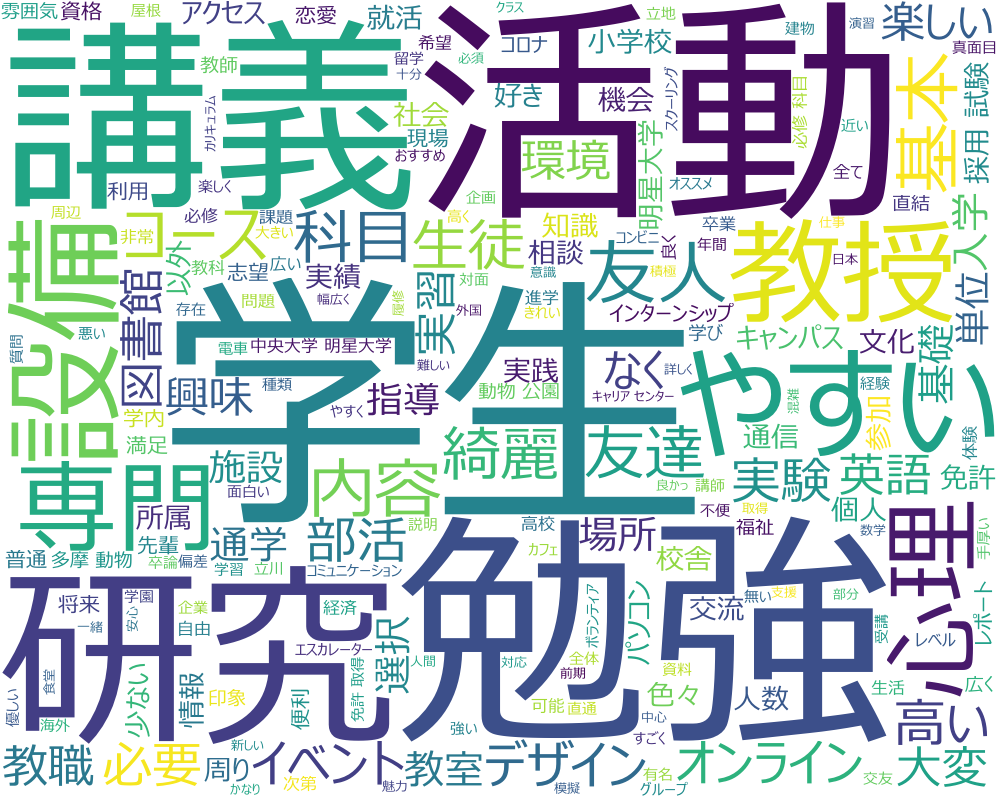 雰囲気
資格
屋根
アクセス
恋愛
就活
クラス
立地
建物
演習
楽しい
講義
活動
教師
留学
十分
希望
コロナ
必須
小学校
真面目
カリキュラム
社会
現場
おすすめ
好き
機会
スクーリング
必修 科目
近い
基本
採用
試験
環境
明星大学
オススメ
全て
利用
楽しく
企画
直結
設備
周辺
必修
課題
大きい
コース
非常
科目
高く
生徒
知識
コンビニ
良く
卒業
年間
仕事
入学
以外
教科
志望
広い
実績
対面
相談
意識
積極
友人
日本
教授
図書館
存在
問題
幅広く
履修
実習
進学
外国
きれい
インターンシップ
学び
キャンパス
文化
単位
基礎
質問
悪い
電車
中央大学 明星大学
難しい
学生
実践
なく
詳しく
やすい
興味
種類
やすく
指導
動物 公園
キャリア センター
混雑
経験
参加
学内
満足
専門
施設
面白い
内容
綺麗
友達
通信
体験
実験
英語
免許
良かっ
講師
所属
先輩
説明
高校
場所
不便
福祉
取得
個人
数学
心理
手厚い
普通
多摩 動物
卒論
偏差
通学
学習
立川
部活
コミュニケーション
カフェ
校舎
研究
勉強
将来
学園
企業
一緒
安心
自由
経済
エスカレーター
選択
人間
対応
ボランティア
全体
前期
パソコン
資料
交流
支援
無い
部分
受講
レベル
レポート
優しい
食堂
海外
少ない
情報
印象
便利
免許 取得
可能
直通
色々
人数
生活
広く
高い
教職
必要
新しい
かなり
周り
次第
イベント
魅力
教室
強い
デザイン
模擬
中心
すごく
有名
グループ
オンライン
交友
大変